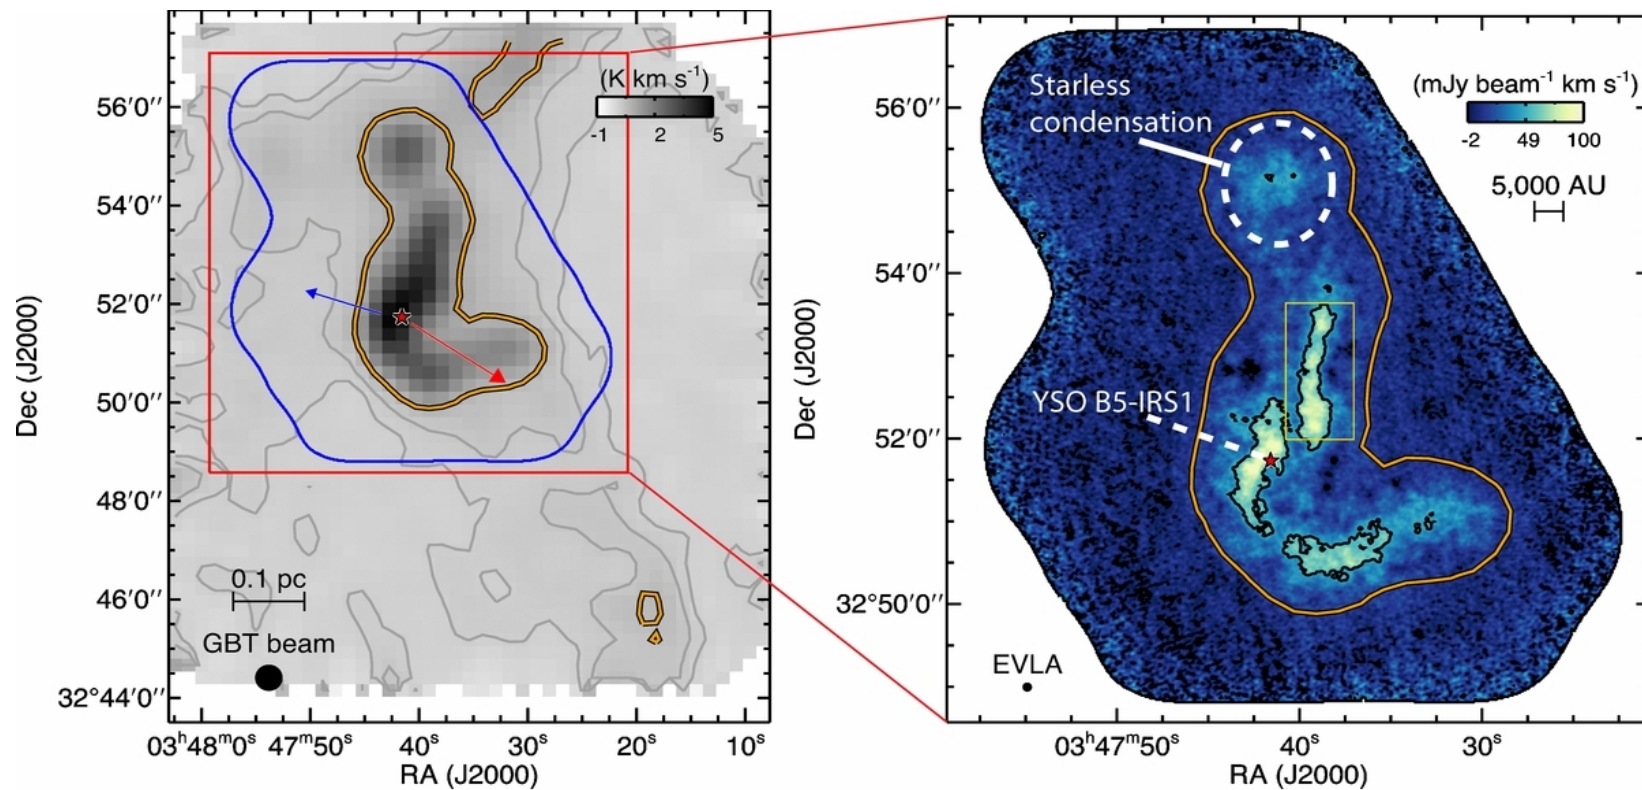 (K km s⁻¹)
-1 2 5
56′0′′
54′0′′
52′0′′
50′0′′
48′0′′
46′0′′
32°44′0′′
Dec (J2000)
0.1 pc
GBT beam
03ʰ48ᵐ0ˢ 47ᵐ50ˢ 40ˢ 30ˢ 20ˢ 10ˢ
RA (J2000)
Starless
condensation
(mJy beam⁻¹ km s⁻¹)
-2 49 100
5,000 AU
YSO B5-IRS1
56′0′′
54′0′′
52′0′′
32°50′0′′
Dec (J2000)
EVLA
03ʰ47ᵐ50ˢ 40ˢ 30ˢ
RA (J2000)